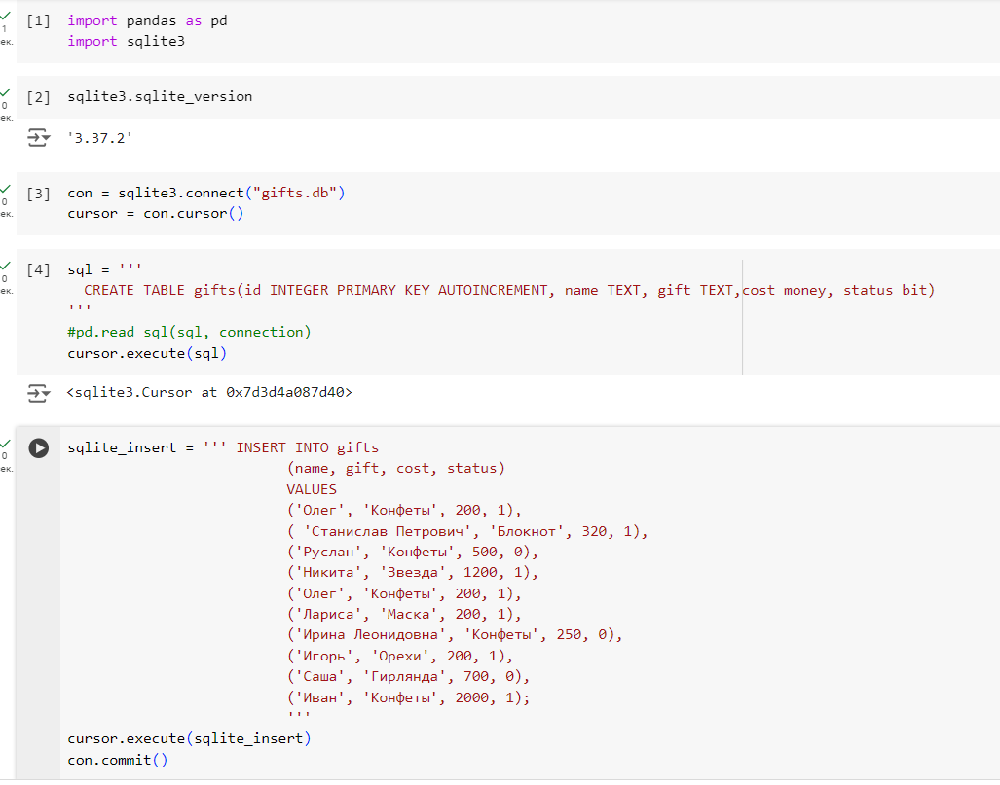 1
ек.
[1] import pandas as pd
import sqlite3
0
ек.
[2] sqlite3.sqlite_version
'3.37.2'
0
ек.
[3] con = sqlite3.connect("gifts.db")
cursor = con.cursor()
0
ек.
[4] sql = '''
CREATE TABLE gifts(id INTEGER PRIMARY KEY AUTOINCREMENT, name TEXT, gift TEXT,cost money, status bit)
'''
#pd.read_sql(sql, connection)
cursor.execute(sql)
<sqlite3.Cursor at 0x7d3d4a087d40>
0
ек.
sqlite_insert = ''' INSERT INTO gifts
(name, gift, cost, status)
VALUES
('Олег', 'Конфеты', 200, 1),
( 'Станислав Петрович', 'Блокнот', 320, 1),
('Руслан', 'Конфеты', 500, 0),
('Никита', 'Звезда', 1200, 1),
('Олег', 'Конфеты', 200, 1),
('Лариса', 'Маска', 200, 1),
('Ирина Леонидовна', 'Конфеты', 250, 0),
('Игорь', 'Орехи', 200, 1),
('Саша', 'Гирлянда', 700, 0),
('Иван', 'Конфеты', 2000, 1);
'''
cursor.execute(sqlite_insert)
con.commit()